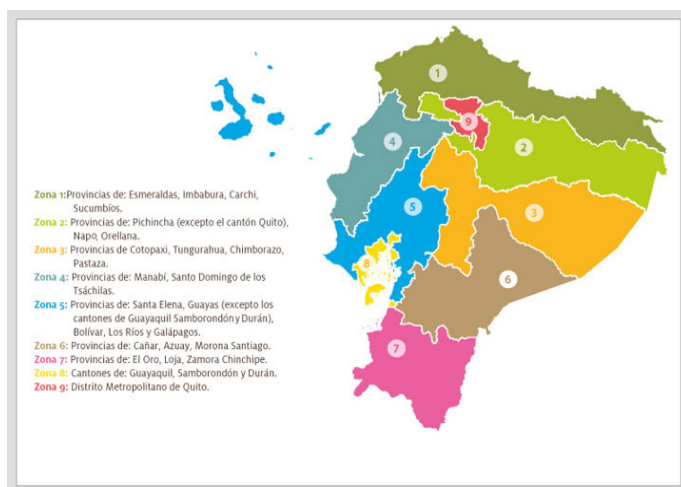 1
9
2
4
3
5
8
6
7
Zona 1:Provincias de: Esmeraldas, Imbabura, Carchi,
Sucumbíos.
Zona 2: Provincias de: Pichincha (excepto el cantón Quito),
Napo, Orellana.
Zona 3: Provincias de Cotopaxi, Tungurahua, Chimborazo,
Pastaza.
Zona 4: Provincias de: Manabí, Santo Domingo de los
Tsáchilas.
Zona 5: Provincias de: Santa Elena, Guayas (excepto los
cantones de Guayaquil Samborondón y Durán),
Bolívar, Los Ríos y Galápagos.
Zona 6: Provincias de: Cañar, Azuay, Morona Santiago.
Zona 7: Provincias de: El Oro, Loja, Zamora Chinchipe.
Zona 8: Cantones de: Guayaquil, Samborondón y Durán.
Zona 9: Distrito Metropolitano de Quito.